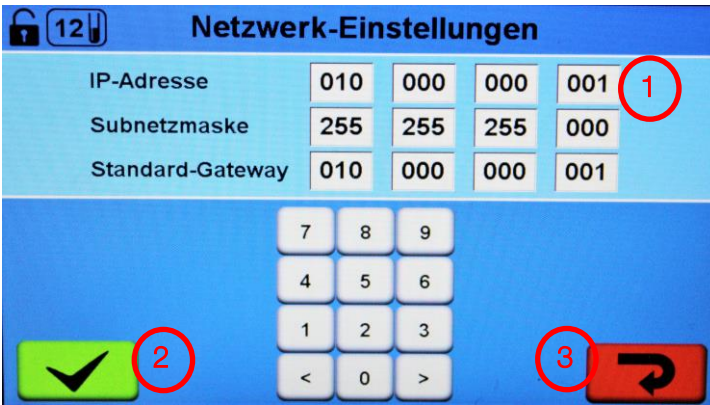 12 Netzwerk-Einstellungen
IP-Adresse 010 000 000 001 1
Subnetzmaske 255 255 255 000
Standard-Gateway 010 000 000 001
7 8 9
4 5 6
1 2 3
2 < 0 > 3